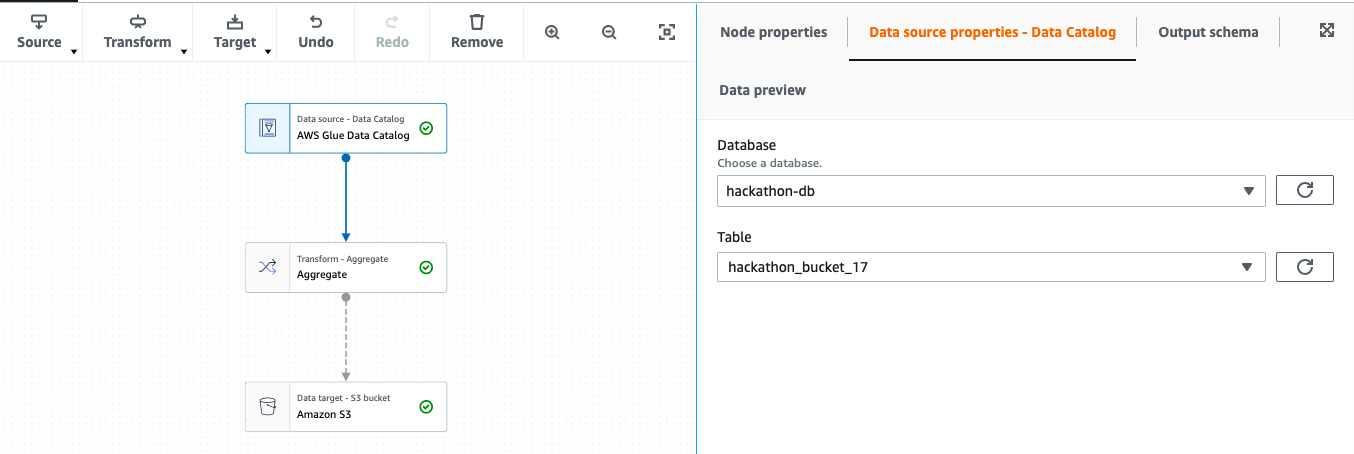 Source
Transform
Target
Undo
Redo
Remove
Node properties
Data source properties - Data Catalog
Output schema
Data preview
Data source - Data Catalog
AWS Glue Data Catalog
Transform - Aggregate
Aggregate
Data target - S3 bucket
Amazon S3
Database
Choose a database.
hackathon-db
Table
hackathon_bucket_17